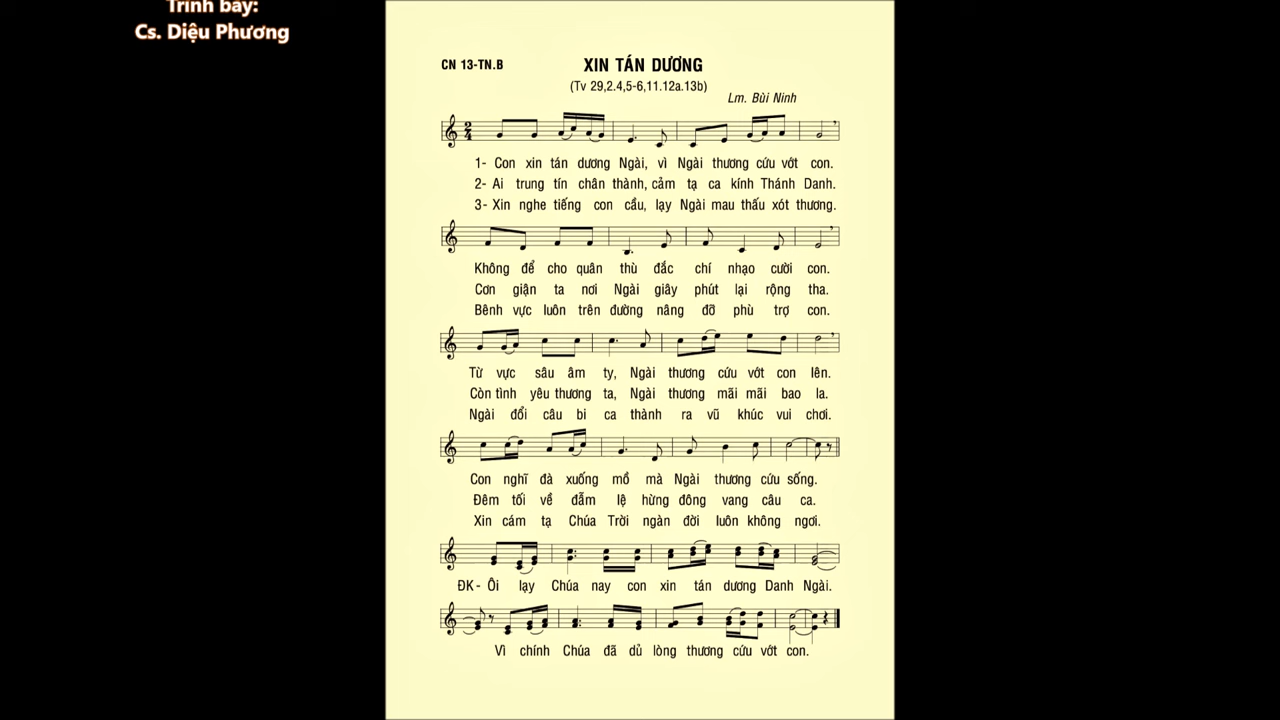 Trình bày:
Cs. Diệu Phương
CN 13-TN.B
XIN TÁN DƯƠNG
(Tv 29,2.4,5-6,11.12a.13b)
Lm. Bùi Ninh
1- Con xin tán dương Ngài, vì Ngài thương cứu vớt con.
2- Ai trung tín chân thành, cảm tạ ca kính Thánh Danh.
3- Xin nghe tiếng con cầu, lạy Ngài mau thấu xót thương.
Không để cho quân thù đắc chí nhạo cười con.
Cơn giận ta nơi Ngài giây phút lại rộng tha.
Bênh vực luôn trên đường nâng đỡ phù trợ con.
Từ vực sâu âm ty, Ngài thương cứu vớt con lên.
Còn tình yêu thương ta, Ngài thương mãi mãi bao la.
Ngài đổi câu bi ca thành ra vũ khúc vui chơi.
Con nghĩ đà xuống mồ mà Ngài thương cứu sống.
Đêm tối về đẫm lệ hừng đông vang câu ca.
Xin cám tạ Chúa Trời ngàn đời luôn không ngơi.
ĐK- Ôi lạy Chúa nay con xin tán dương Danh Ngài.
Vì chính Chúa đã dủ lòng thương cứu vớt con.